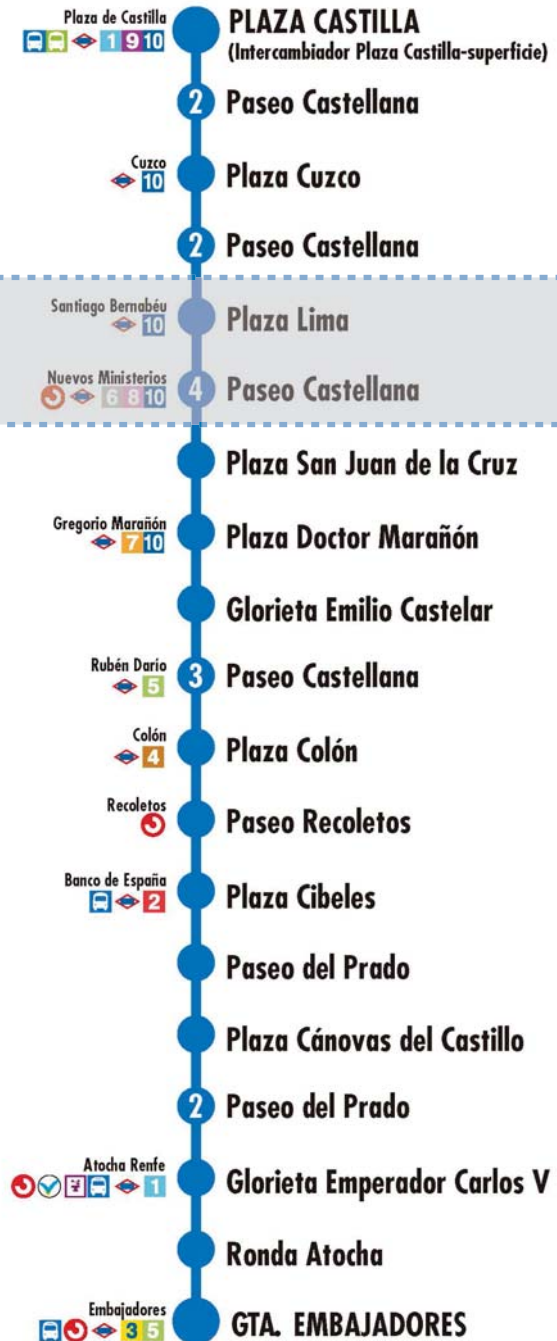 Plaza de Castilla
PLAZA CASTILLA
1 9 10
(Intercambiador Plaza Castilla-superficie)
2 Paseo Castellana
Cuzco
10
Plaza Cuzco
2 Paseo Castellana
Santiago Bernabéu
10
Plaza Lima
Nuevos Ministerios
6 8 10
4 Paseo Castellana
Plaza San Juan de la Cruz
Gregorio Marañón
7 10
Plaza Doctor Marañón
Glorieta Emilio Castelar
Rubén Dario
5
3 Paseo Castellana
Colón
4
Plaza Colón
Recoletos
Paseo Recoletos
Banco de España
2
Plaza Cibeles
Paseo del Prado
Plaza Cánovas del Castillo
2 Paseo del Prado
Atocha Renfe
1
Glorieta Emperador Carlos V
Ronda Atocha
Embajadores
3 5
GTA. EMBAJADORES